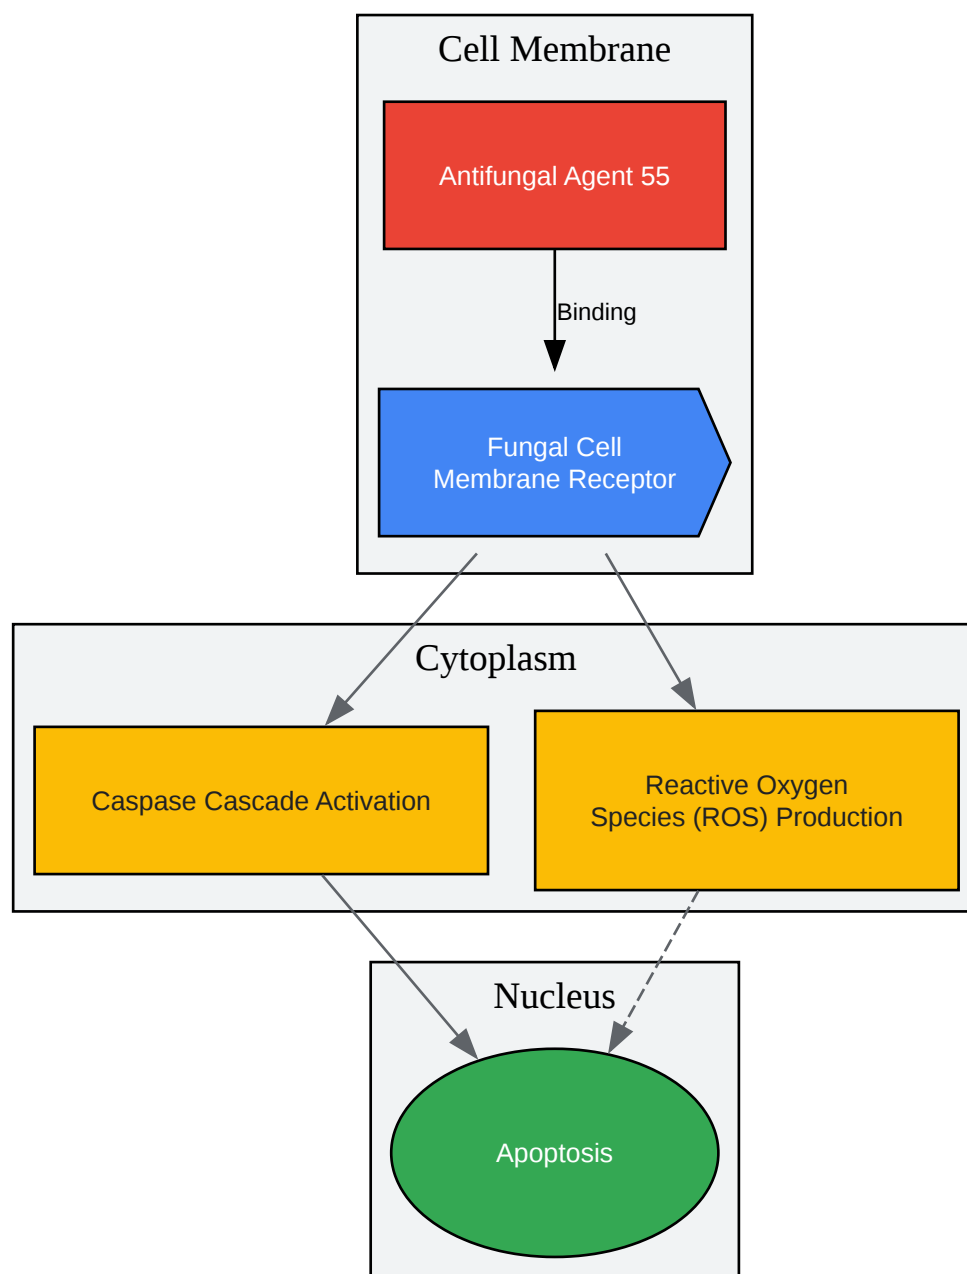 Cell Membrane
Antifungal Agent 55
Binding
Fungal Cell
Membrane Receptor
Cytoplasm
Caspase Cascade Activation
Reactive Oxygen
Species (ROS) Production
Nucleus
Apoptosis